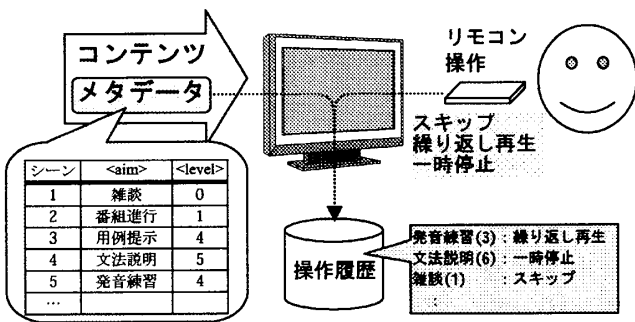 コンテンツ
メタデータ
シーン <aim> <level>
1 雑談 0
2 番組進行 1
3 用例提示 4
4 文法説明 5
5 発音練習 4
…
リモコン
操作
スキップ
繰り返し再生
一時停止
操作履歴
発音練習(3):繰り返し再生
文法説明(6):一時停止
雑談(1) :スキップ
: